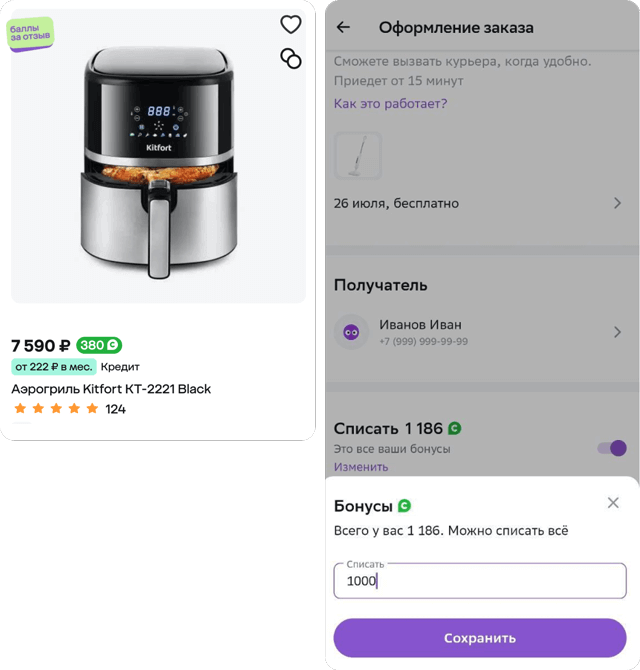 баллы
за отзыв
888
Kitfort
7 590 ₽ 380
от 222 ₽ в мес. Кредит
Аэрогриль Kitfort KT-2221 Black
124
Оформление заказа
Сможете вызвать курьера, когда удобно.
Приедет от 15 минут
Как это работает?
26 июля, бесплатно
Получатель
Иванов Иван
+7 (999) 999-99-99
Списать 1 186
Это все ваши бонусы
Изменить
Бонусы
Всего у вас 1 186. Можно списать всё
Списать
1000
Сохранить